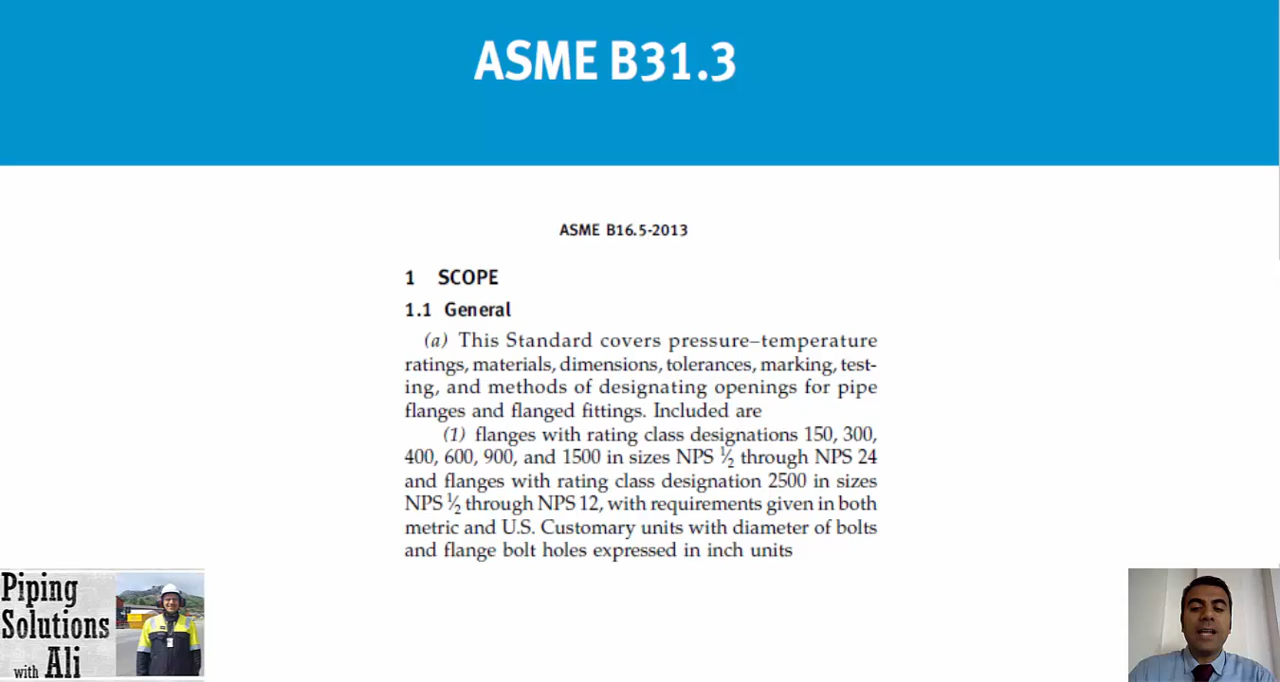 ASME B31.3
ASME B16.5-2013
1 SCOPE
1.1 General
(a) This Standard covers pressure–temperature
ratings, materials, dimensions, tolerances, marking, test-
ing, and methods of designating openings for pipe
flanges and flanged fittings. Included are
(1) flanges with rating class designations 150, 300,
400, 600, 900, and 1500 in sizes NPS ½ through NPS 24
and flanges with rating class designation 2500 in sizes
NPS ½ through NPS 12, with requirements given in both
metric and U.S. Customary units with diameter of bolts
and flange bolt holes expressed in inch units
Piping
Solutions
with Ali